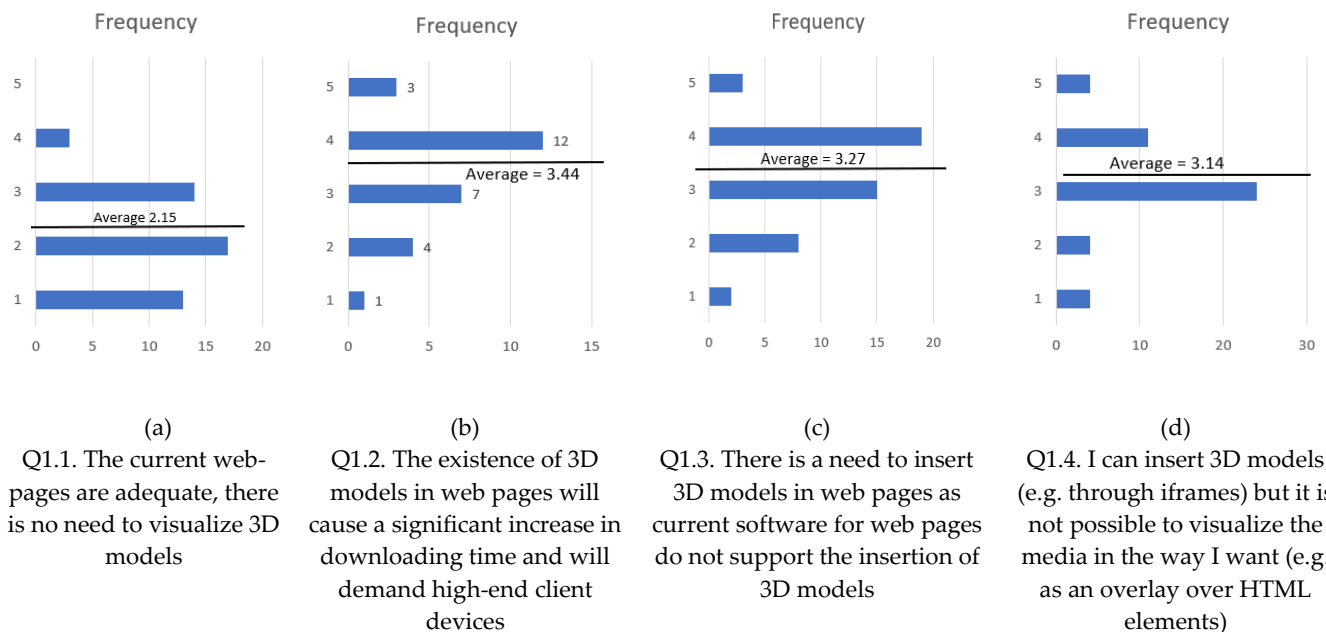 Frequency
5
4
3
Average 2.15
2
1
0 5 10 15 20
(a)
Q1.1. The current web-
pages are adequate, there
is no need to visualize 3D
models
Frequency
5 3
4 12
Average = 3.44
3 7
2 4
1 1
0 5 10 15
(b)
Q1.2. The existence of 3D
models in web pages will
cause a significant increase in
downloading time and will
demand high-end client
devices
Frequency
5
4
Average = 3.27
3
2
1
0 5 10 15 20
(c)
Q1.3. There is a need to insert
3D models in web pages as
current software for web pages
do not support the insertion of
3D models
Frequency
5
4
Average = 3.14
3
2
1
0 10 20 30
(d)
Q1.4. I can insert 3D models
(e.g. through iframes) but it is
not possible to visualize the
media in the way I want (e.g.
as an overlay over HTML
elements)